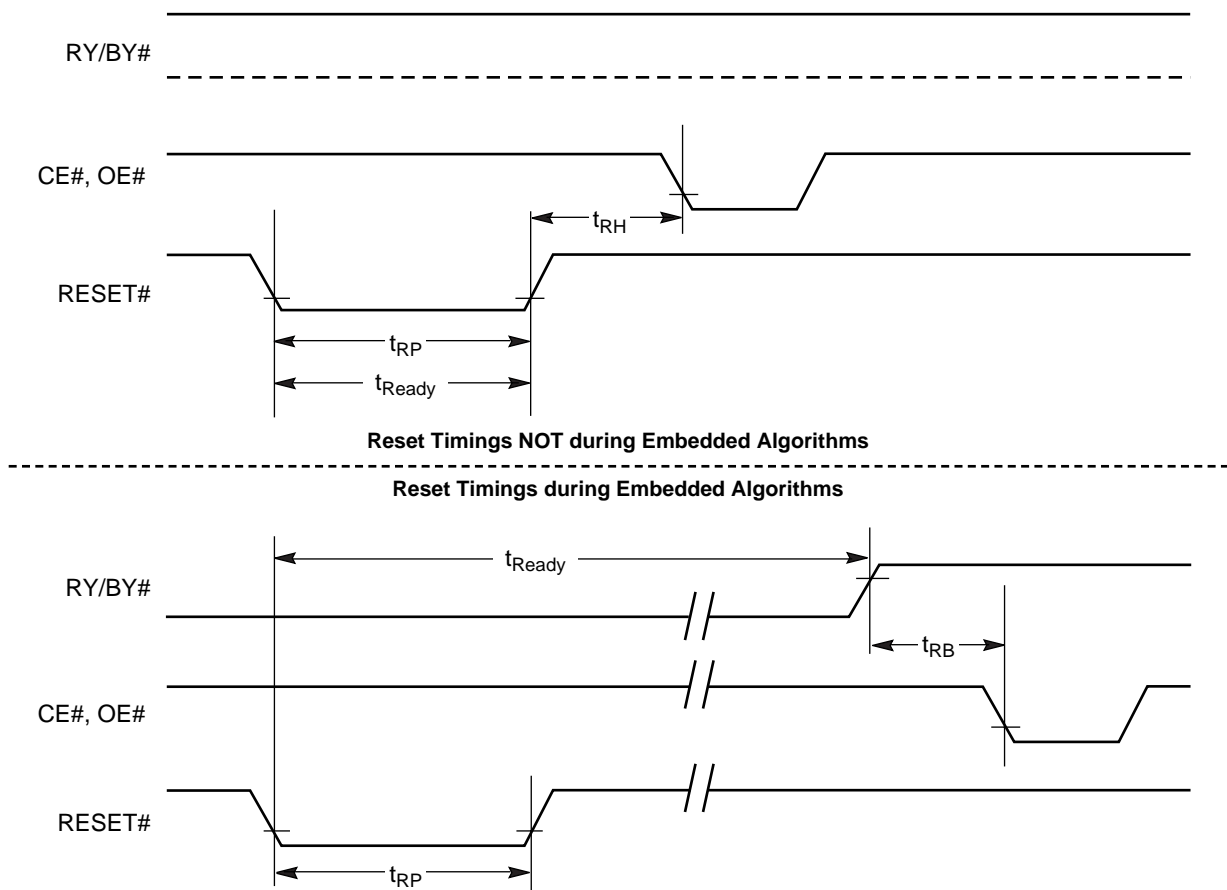 RY/BY#
CE#, OE#
tRH
RESET#
tRP
tReady
Reset Timings NOT during Embedded Algorithms
Reset Timings during Embedded Algorithms
tReady
RY/BY#
tRB
CE#, OE#
RESET#
tRP